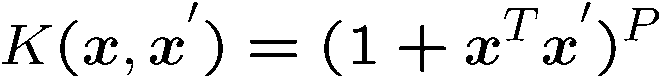 K(x, x') = (1 + x^T x')^P